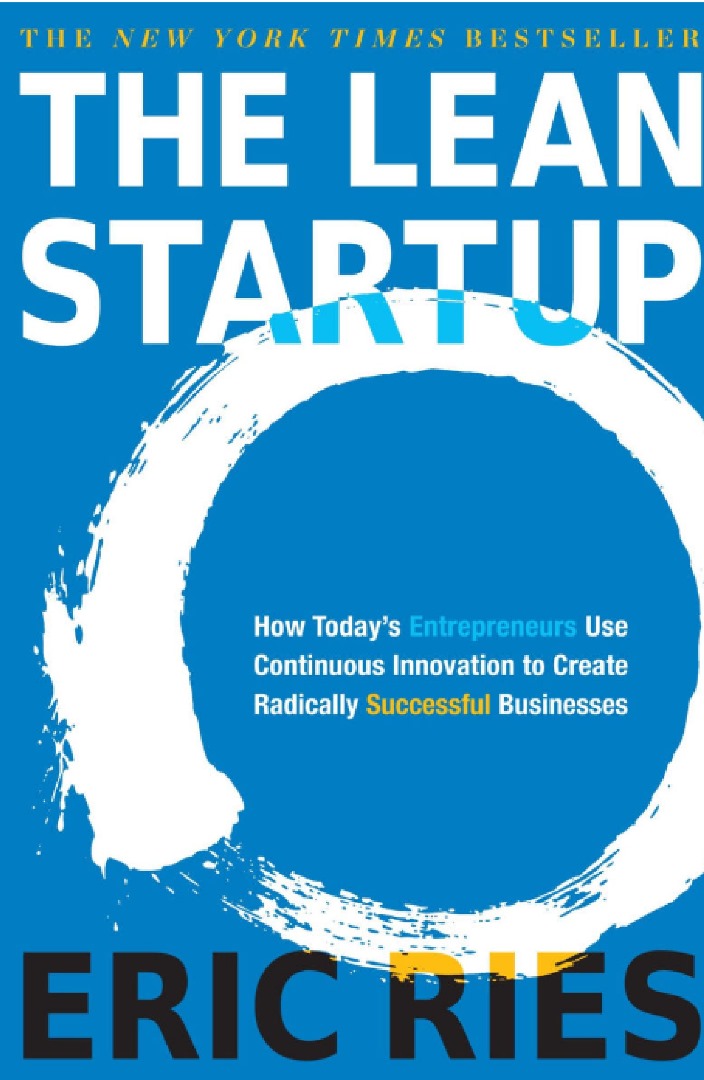 THE NEW YORK TIMES BESTSELLER
THE LEAN
STARTUP
How Today’s Entrepreneurs Use
Continuous Innovation to Create
Radically Successful Businesses
ERIC RIES